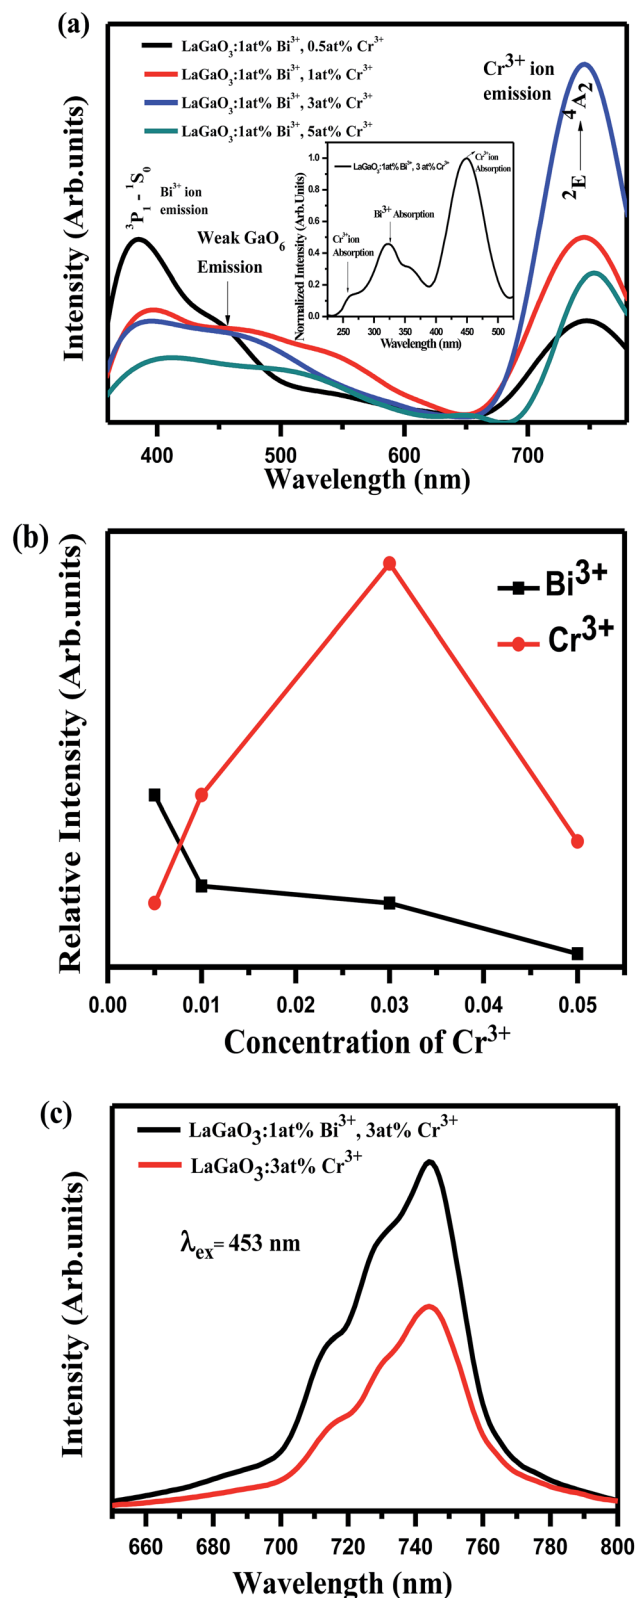 (a)
LaGaO3:1at% Bi3+, 0.5at% Cr3+
LaGaO3:1at% Bi3+, 1at% Cr3+
LaGaO3:1at% Bi3+, 3at% Cr3+
LaGaO3:1at% Bi3+, 5at% Cr3+
Cr3+ ion
emission
4A2
2E
3P1 - 1S0
Bi3+ ion
emission
Weak GaO6
Emission
LaGaO3:1at% Bi3+, 3 at% Cr3+
Cr3+ ion
Absorption
Bi3+ Absorption
Cr3+ ion
Absorption
Normalized Intensity (Arb.Units)
1.0
0.8
0.6
0.4
0.2
0.0
250 300 350 400 450 500
Wavelength (nm)
Intensity (Arb.units)
400 500 600 700
Wavelength (nm)
(b)
Bi3+
Cr3+
Relative Intensity (Arb.units)
0.00 0.01 0.02 0.03 0.04 0.05
Concentration of Cr3+
(c)
LaGaO3:1at% Bi3+, 3at% Cr3+
LaGaO3:3at% Cr3+
λex= 453 nm
Intensity (Arb.units)
660 680 700 720 740 760 780 800
Wavelength (nm)